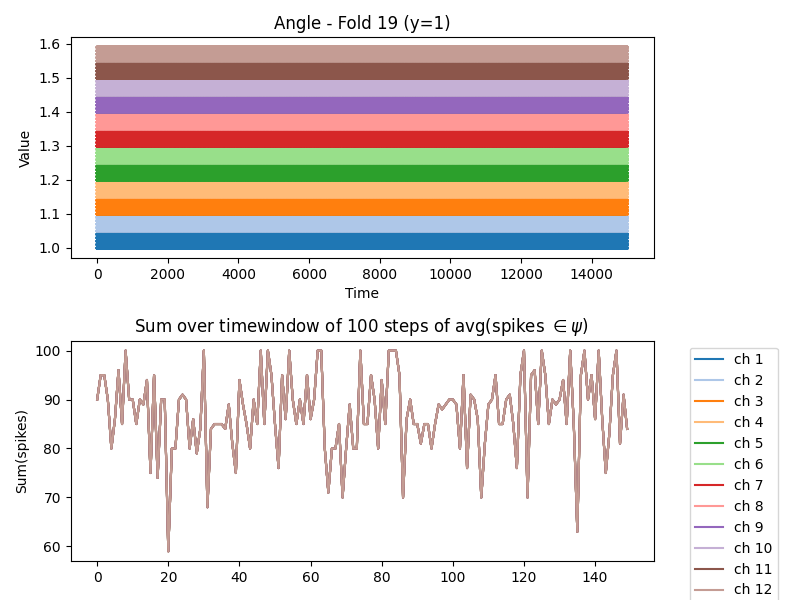 Angle - Fold 19 (y=1)
1.6
1.5
1.4
1.3
1.2
1.1
1.0
Value
0 2000 4000 6000 8000 10000 12000 14000
Time
Sum over timewindow of 100 steps of avg(spikes ∈ ψ)
100
90
80
70
60
Sum(spikes)
0 20 40 60 80 100 120 140
ch 1
ch 2
ch 3
ch 4
ch 5
ch 6
ch 7
ch 8
ch 9
ch 10
ch 11
ch 12